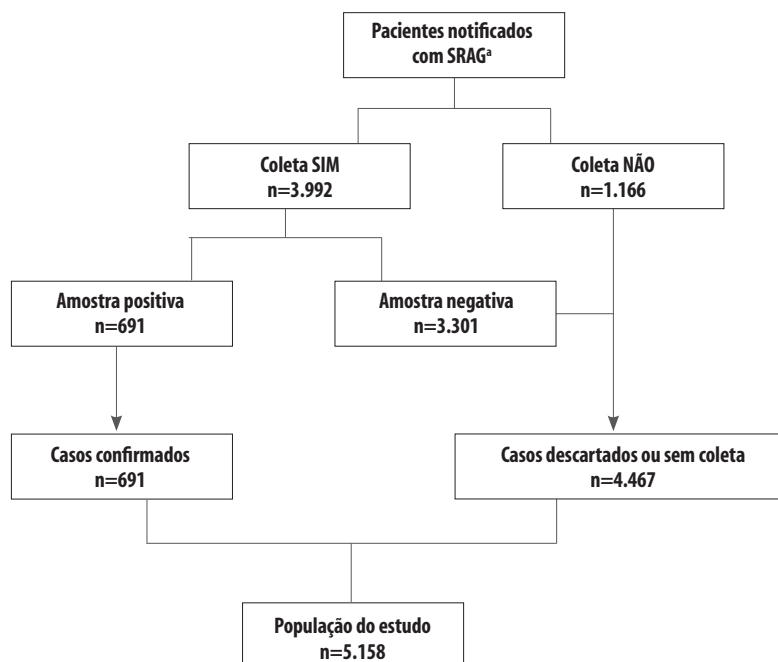 Pacientes notificados
com SRAGª
Coleta SIM
n=3.992
Coleta NÃO
n=1.166
Amostra positiva
n=691
Amostra negativa
n=3.301
Casos confirmados
n=691
Casos descartados ou sem coleta
n=4.467
População do estudo
n=5.158